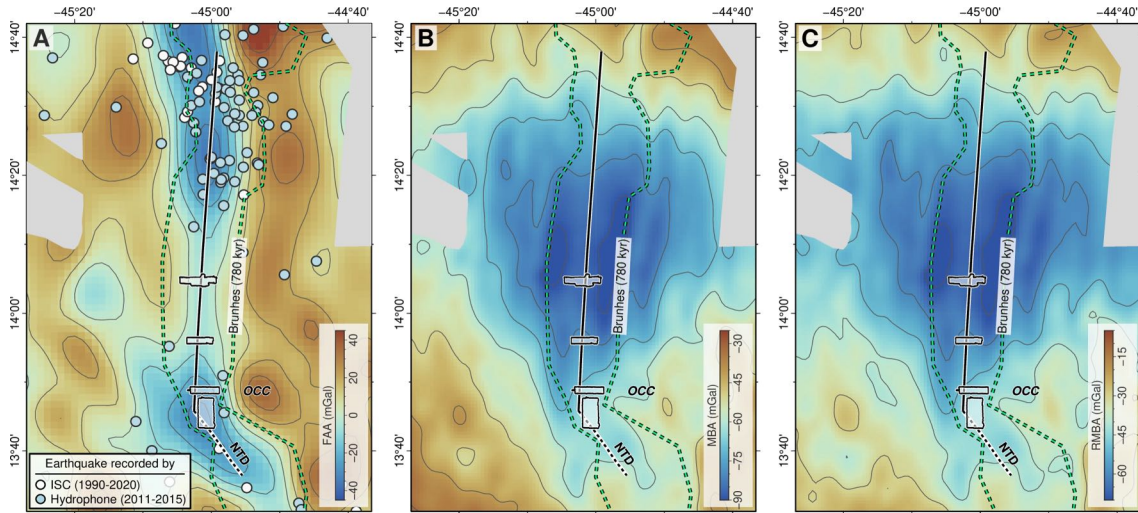 −45°20'
−45°00'
−44°40'
−45°20'
−45°00'
−44°40'
−45°20'
−45°00'
−44°40'
A
B
C
14°40'
14°20'
14°00'
13°40'
14°40'
14°20'
14°00'
13°40'
14°40'
14°20'
14°00'
13°40'
Brunhes (780 kyr)
OCC
NTD
Earthquake recorded by
ISC (1990-2020)
Hydrophone (2011-2015)
FAA (mGal)
40
20
0
−20
−40
Brunhes (780 kyr)
OCC
NTD
MBA (mGal)
−30
−45
−60
−75
−90
Brunhes (780 kyr)
OCC
NTD
RMBA (mGal)
−15
−30
−45
−60